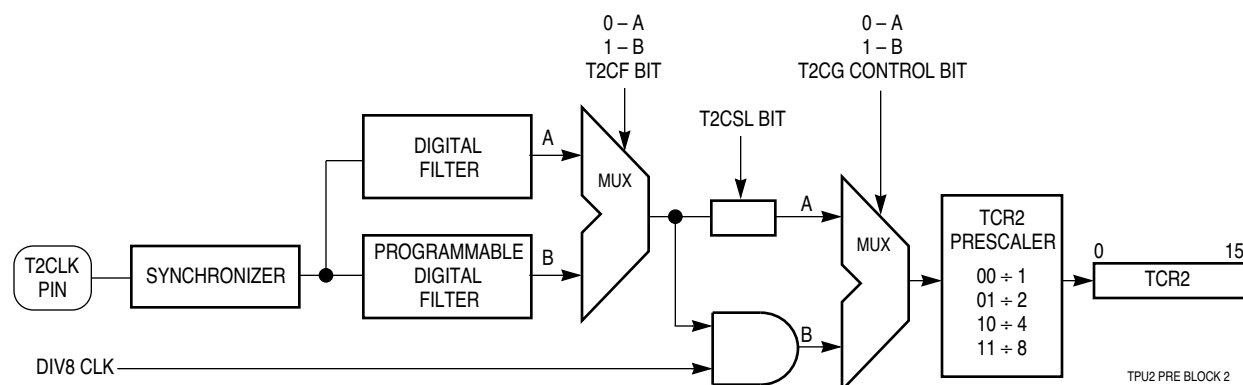 0 – A
1 – B
T2CF BIT
0 – A
1 – B
T2CG CONTROL BIT
T2CSL BIT
DIGITAL
FILTER
A
MUX
A
MUX
TCR2
PRESCALER
00 ÷ 1
01 ÷ 2
10 ÷ 4
11 ÷ 8
0 15
TCR2
T2CLK
PIN
SYNCHRONIZER
PROGRAMMABLE
DIGITAL
FILTER
B
B
DIV8 CLK
TPU2 PRE BLOCK 2